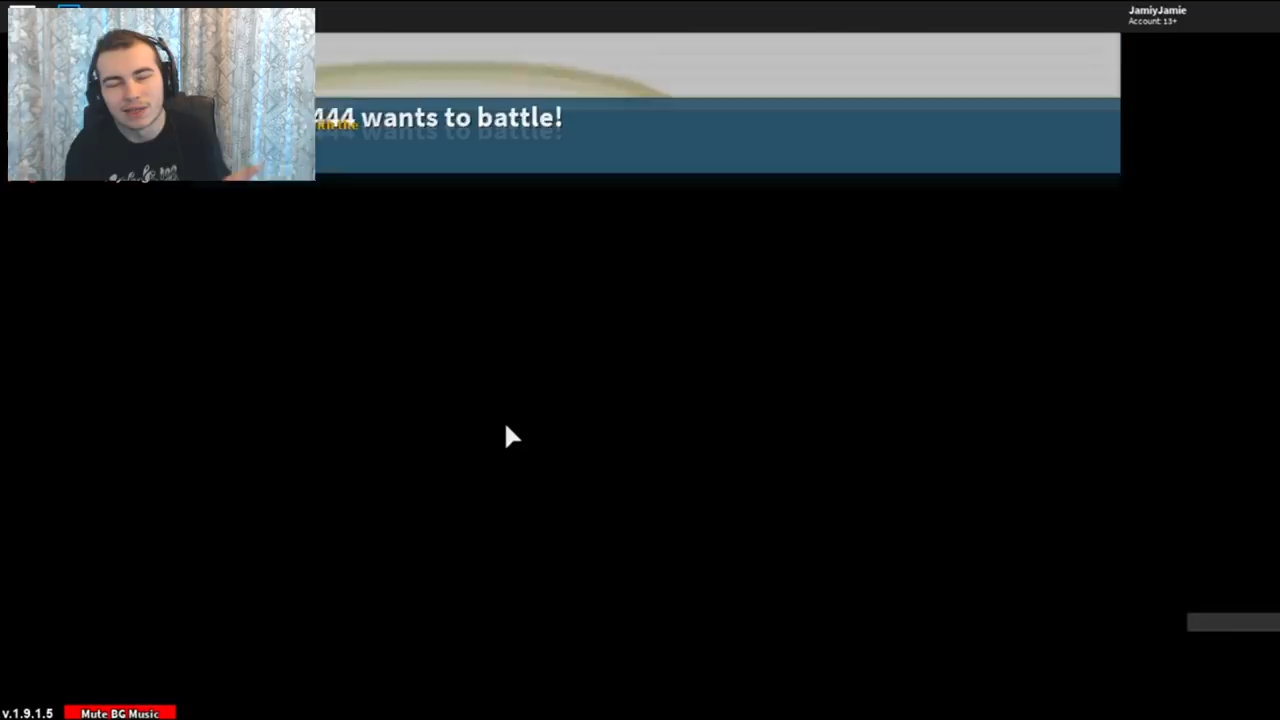 JamiyJamie
Account: 13+
444 wants to battle!
v.1.9.1.5
Mute BG Music